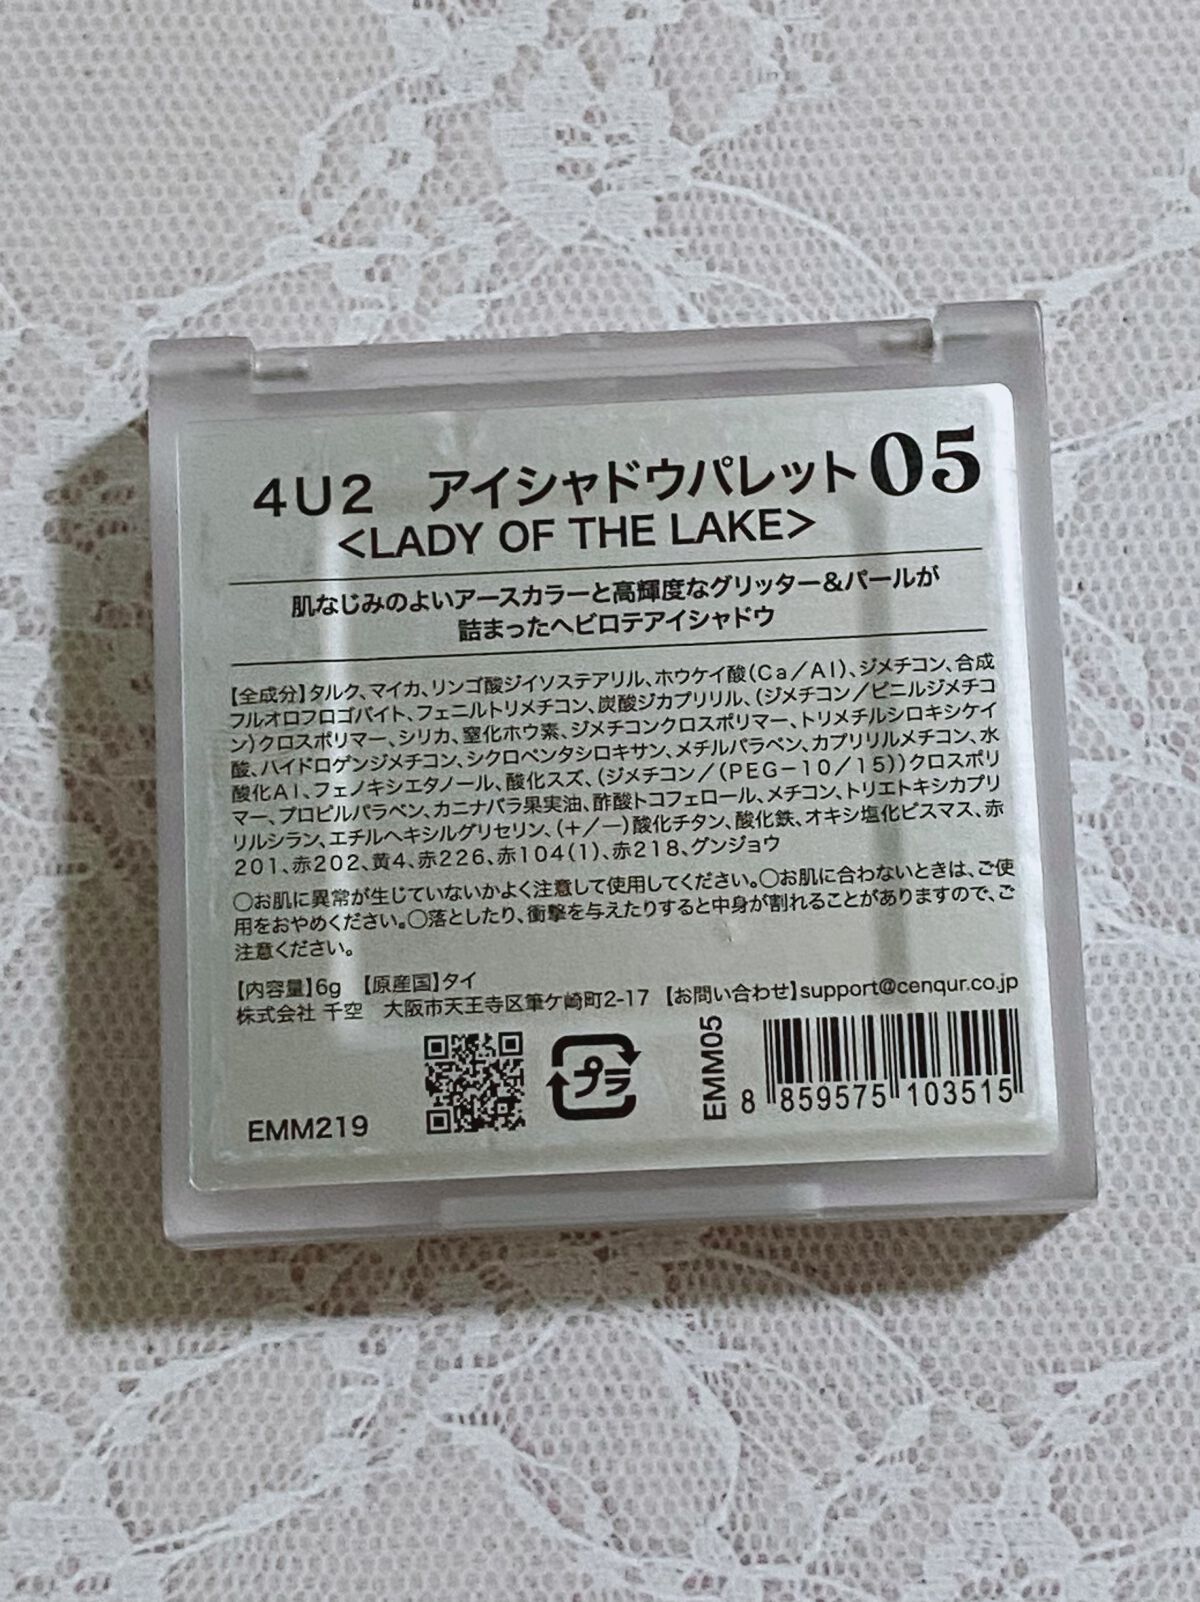 4U2 アイシャドウパレット 05
<LADY OF THE LAKE>
肌なじみのよいアースカラーと高輝度なグリッター&パールが
詰まったヘビロテアイシャドウ
【全成分】タルク、マイカ、リンゴ酸ジイソステアリル、ホウケイ酸(Ca/Al)、ジメチコン、合成
フルオロフロゴパイト、フェニルトリメチコン、炭酸ジカプリリル、(ジメチコン/ビニルジメチコ
ン)クロスポリマー、シリカ、窒化ホウ素、ジメチコンクロスポリマー、トリメチルシロキシケイ
酸、ハイドロゲンジメチコン、シクロペンタシロキサン、メチルパラベン、カプリリルメチコン、水
酸化Al、フェノキシエタノール、酸化スズ、(ジメチコン/(PEG-10/15))クロスポリ
マー、プロピルパラベン、カニナバラ果実油、酢酸トコフェロール、メチコン、トリエトキシカプリ
リルシラン、エチルヘキシルグリセリン、(+/-)酸化チタン、酸化鉄、オキシ塩化ビスマス、赤
201、赤202、黄4、赤226、赤104(1)、赤218、グンジョウ
○お肌に異常が生じていないかよく注意して使用してください。○お肌に合わないときは、ご使
用をおやめください。○落としたり、衝撃を与えたりすると中身が割れることがありますので、ご
注意ください。
【内容量】6g 【原産国】タイ
株式会社 千空 大阪市天王寺区筆ケ崎町2-17 【お問い合わせ】support@cenqur.co.jp
EMM219
プラ
EMM05
8 859575 103515